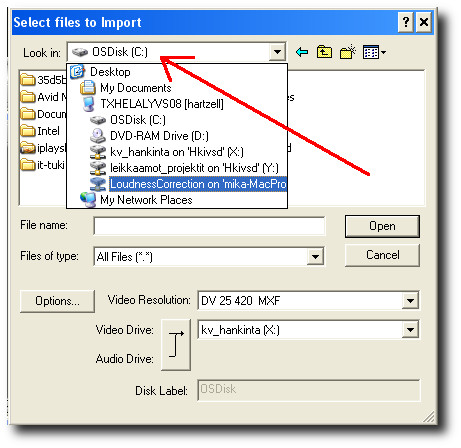 Select files to Import
Look in: OSDisk (C:)
Desktop
My Documents
TXHELALYVS08 [hartzell]
OSDisk (C:)
DVD-RAM Drive (D:)
kv_hankinta on 'Hkivsd' (X:)
leikkaamot_projektit on 'Hkivsd' (Y:)
LoudnessCorrection on 'mika-MacPro
My Network Places
35d5b
Avid
Docum
Intel
iplaysh
it-tuki
File name:
Open
Files of type: All Files (*.*)
Cancel
Options...
Video Resolution: DV 25 420 MXF
Video Drive: kv_hankinta (X:)
Audio Drive:
Disk Label: OSDisk